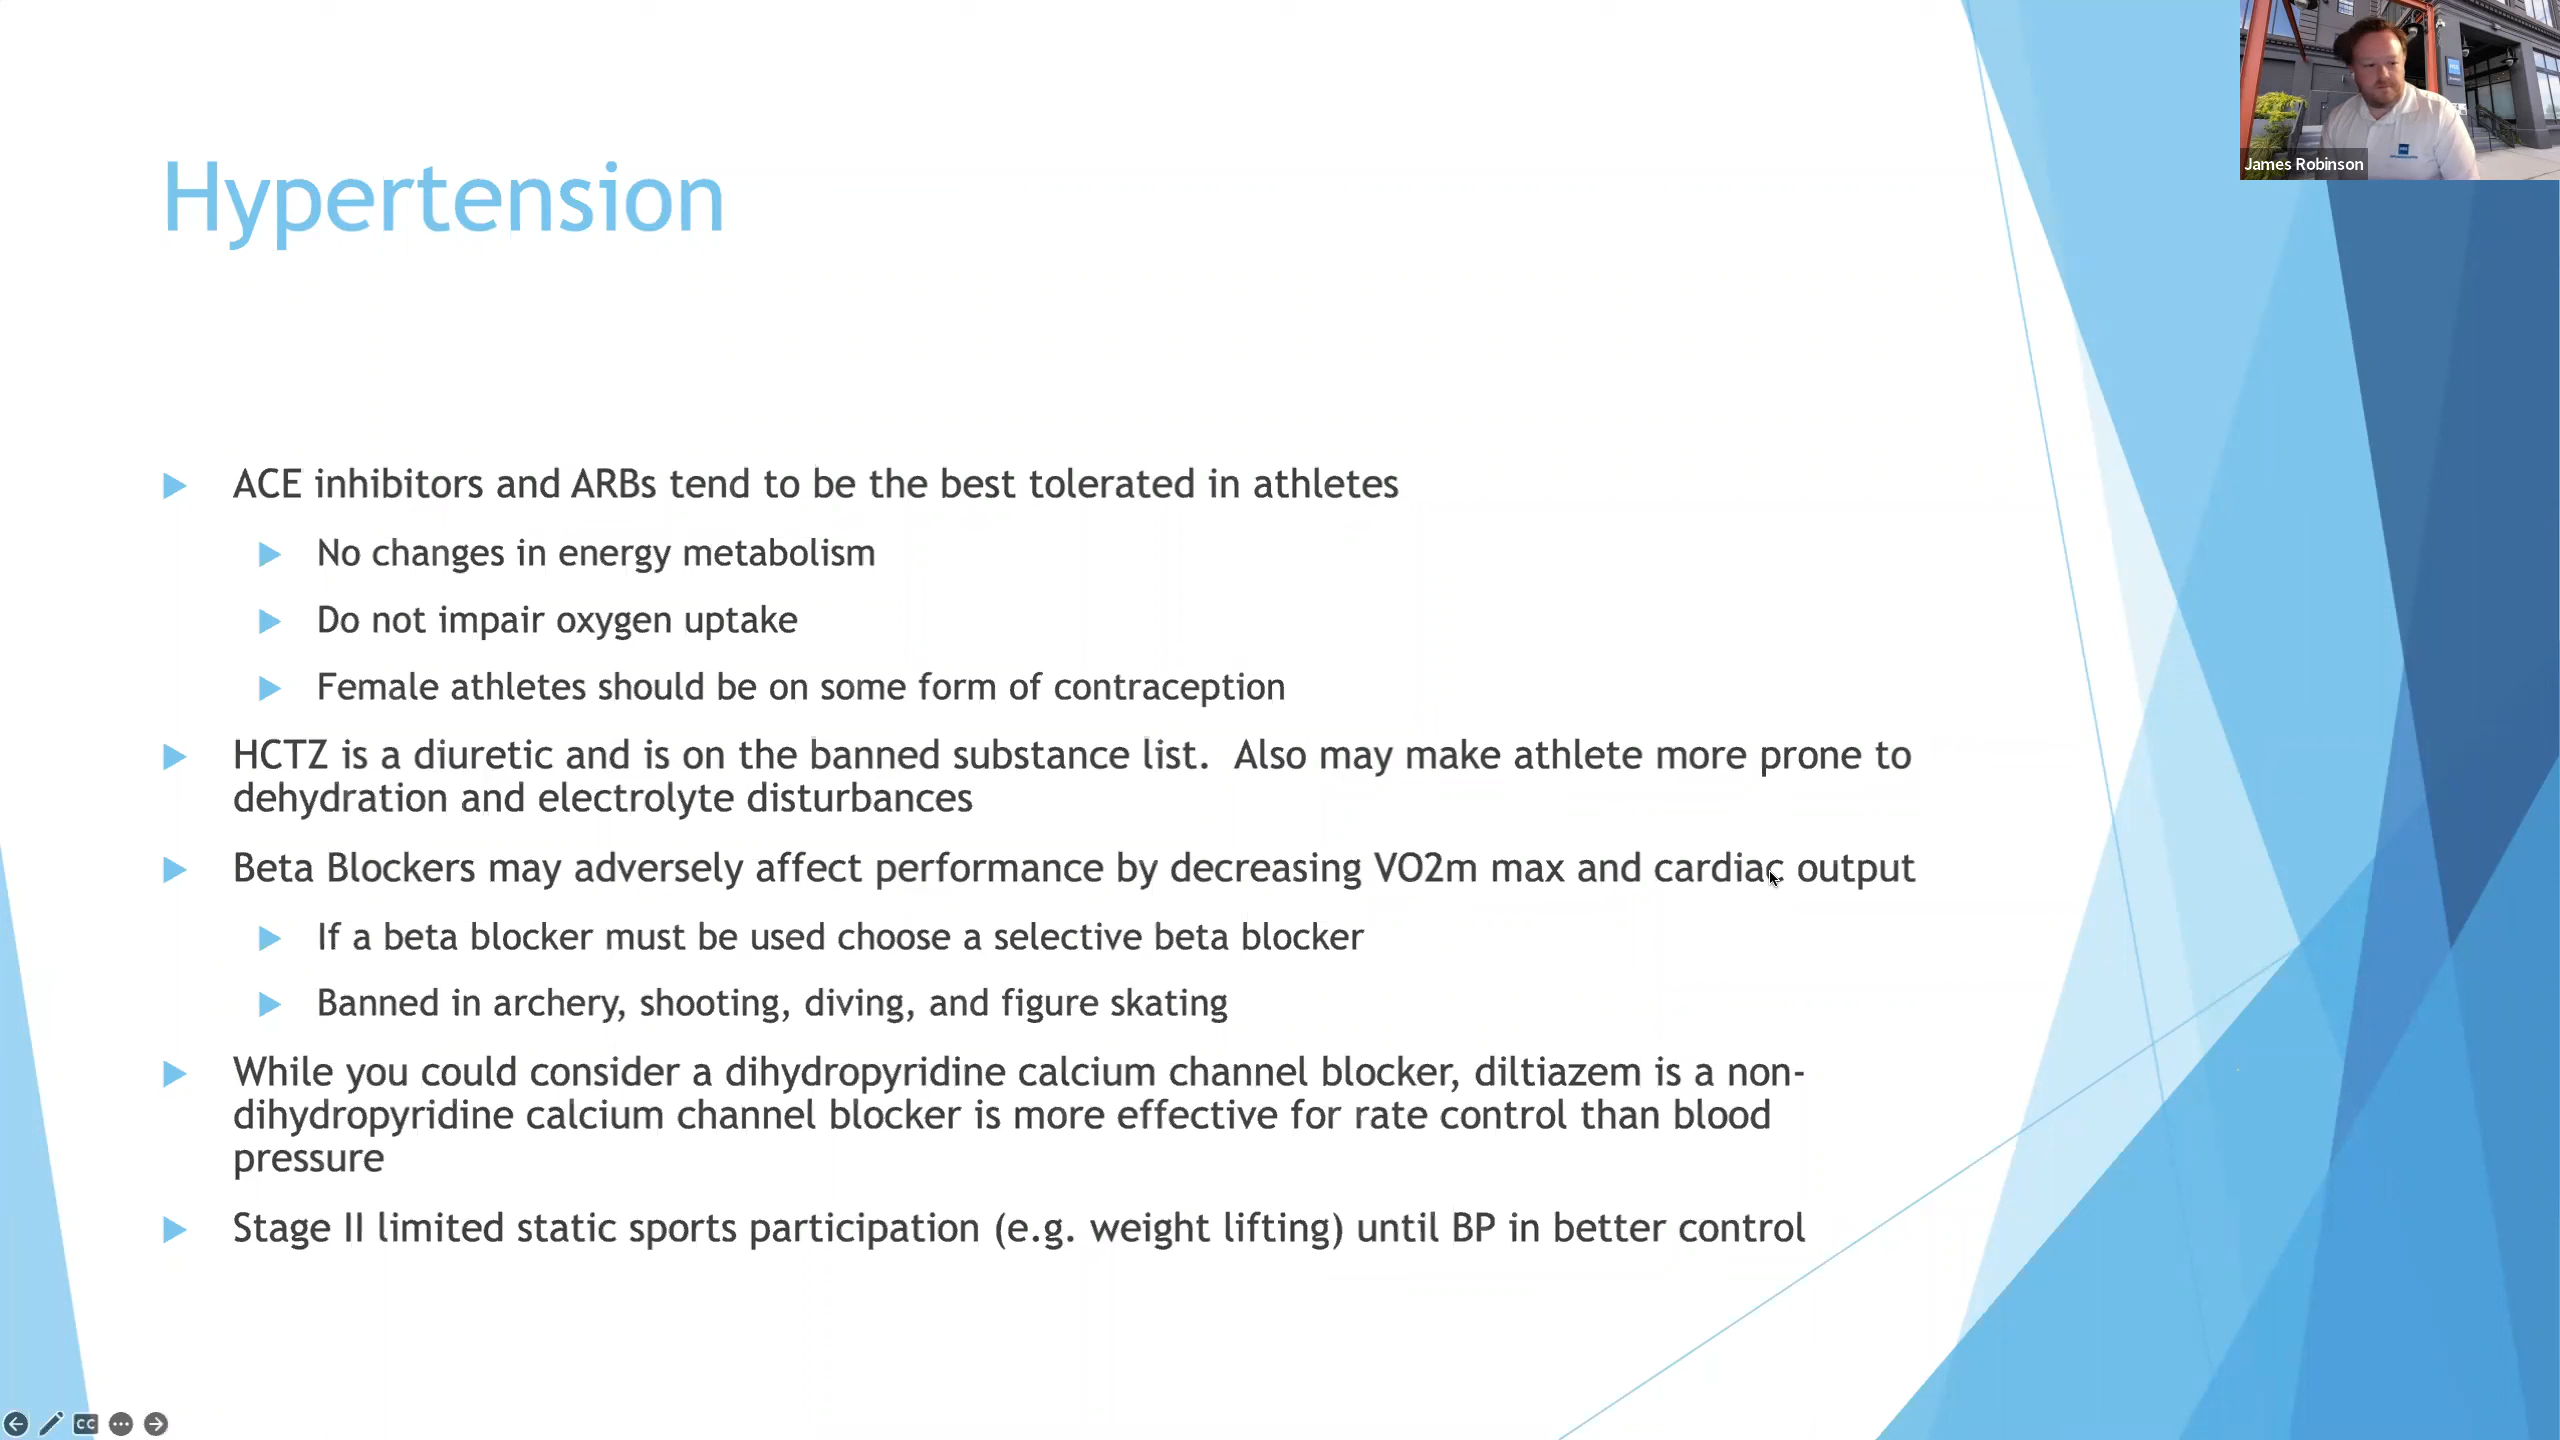 James Robinson
Hypertension
ACE inhibitors and ARBs tend to be the best tolerated in athletes
No changes in energy metabolism
Do not impair oxygen uptake
Female athletes should be on some form of contraception
HCTZ is a diuretic and is on the banned substance list.  Also may make athlete more prone to
dehydration and electrolyte disturbances
Beta Blockers may adversely affect performance by decreasing VO2m max and cardiac output
If a beta blocker must be used choose a selective beta blocker
Banned in archery, shooting, diving, and figure skating
While you could consider a dihydropyridine calcium channel blocker, diltiazem is a non-
dihydropyridine calcium channel blocker is more effective for rate control than blood
pressure
Stage II limited static sports participation (e.g. weight lifting) until BP in better control
CC